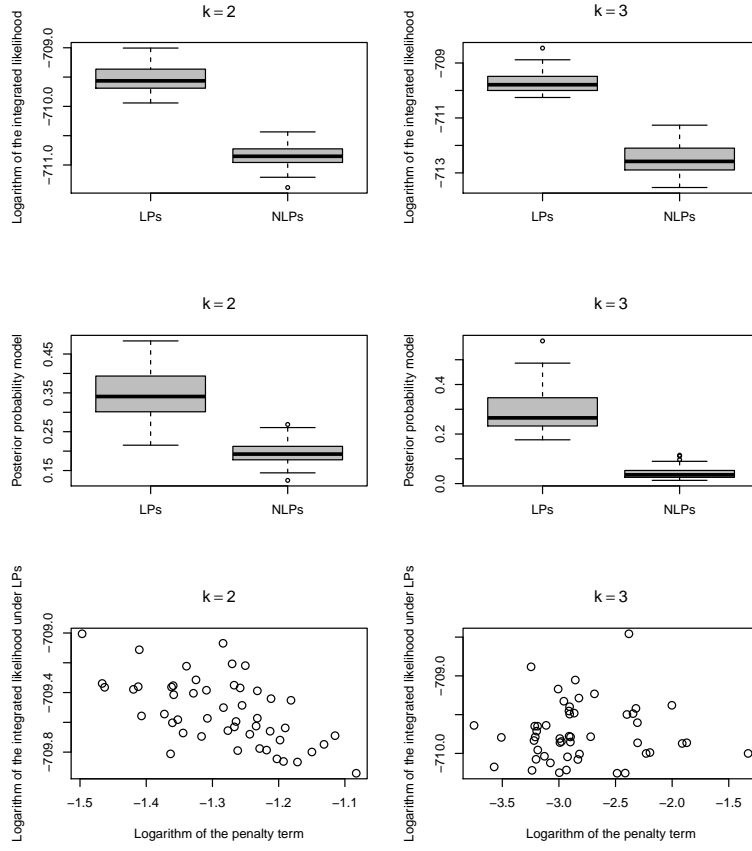 k = 2
Logarithm of the integrated likelihood
−709.0
−710.0
−711.0
LPs
NLPs
k = 3
Logarithm of the integrated likelihood
−709
−711
−713
LPs
NLPs
k = 2
Posterior probability model
0.45
0.35
0.25
0.15
LPs
NLPs
k = 3
Posterior probability model
0.4
0.2
0.0
LPs
NLPs
k = 2
Logarithm of the integrated likelihood under LPs
−709.0
−709.4
−709.8
−1.5
−1.4
−1.3
−1.2
−1.1
Logarithm of the penalty term
k = 3
Logarithm of the integrated likelihood under LPs
−709.0
−710.0
−3.5
−3.0
−2.5
−2.0
−1.5
Logarithm of the penalty term